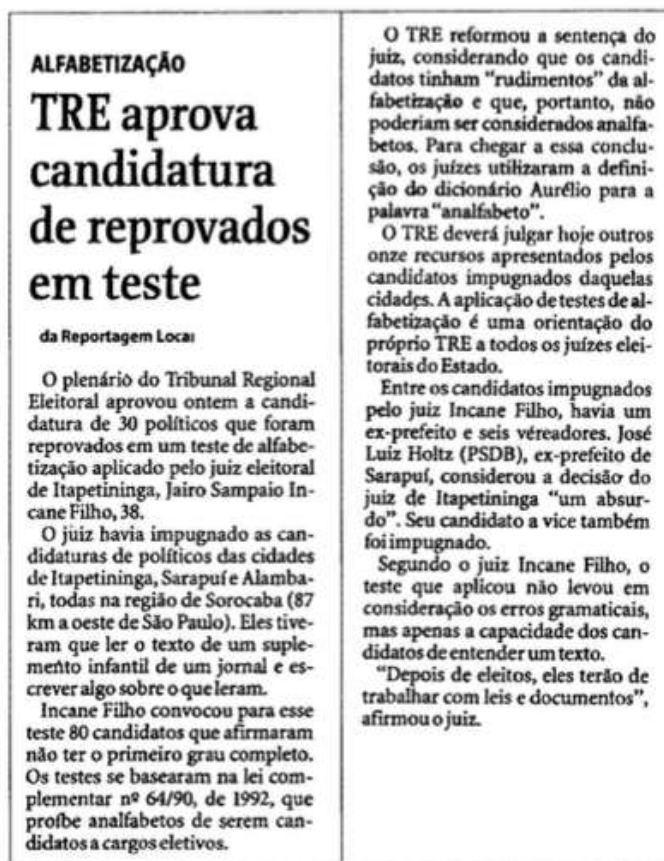 ALFABETIZAÇÃO
TRE aprova
candidatura
de reprovados
em teste
da Reportagem Local
O plenário do Tribunal Regional
Eleitoral aprovou ontem a candi-
datura de 30 políticos que foram
reprovados em um teste de alfabe-
tização aplicado pelo juiz eleitoral
de Itapetininga, Jairo Sampaio In-
cane Filho, 38.
O juiz havia impugnado as can-
didaturas de políticos das cidades
de Itapetininga, Sarapuí e Alamba-
ri, todas na região de Sorocaba (87
km a oeste de São Paulo). Eles tive-
ram que ler o texto de um suple-
mento infantil de um jornal e es-
crever algo sobre o que leram.
Incane Filho convocou para esse
teste 80 candidatos que afirmaram
não ter o primeiro grau completo.
Os testes se basearam na lei com-
plementar nº 64/90, de 1992, que
proíbe analfabetos de serem can-
didatos a cargos eletivos.
O TRE reformou a sentença do
juiz, considerando que os candi-
datos tinham "rudimentos" da al-
fabetização e que, portanto, não
poderiam ser considerados analfa-
betos. Para chegar a essa conclu-
são, os juízes utilizaram a defini-
ção do dicionário Aurélio para a
palavra "analfabeto".
O TRE deverá julgar hoje outros
onze recursos apresentados pelos
candidatos impugnados daquelas
cidades. A aplicação de testes de al-
fabetização é uma orientação do
próprio TRE a todos os juízes elei-
torais do Estado.
Entre os candidatos impugnados
pelo juiz Incane Filho, havia um
ex-prefeito e seis vereadores. José
Luiz Holtz (PSDB), ex-prefeito de
Sarapuí, considerou a decisão do
juiz de Itapetininga "um absur-
do". Seu candidato a vice também
foi impugnado.
Segundo o juiz Incane Filho, o
teste que aplicou não levou em
consideração os erros gramaticais,
mas apenas a capacidade dos can-
didatos de entender um texto.
"Depois de eleitos, eles terão de
trabalhar com leis e documentos",
afirmou o juiz.